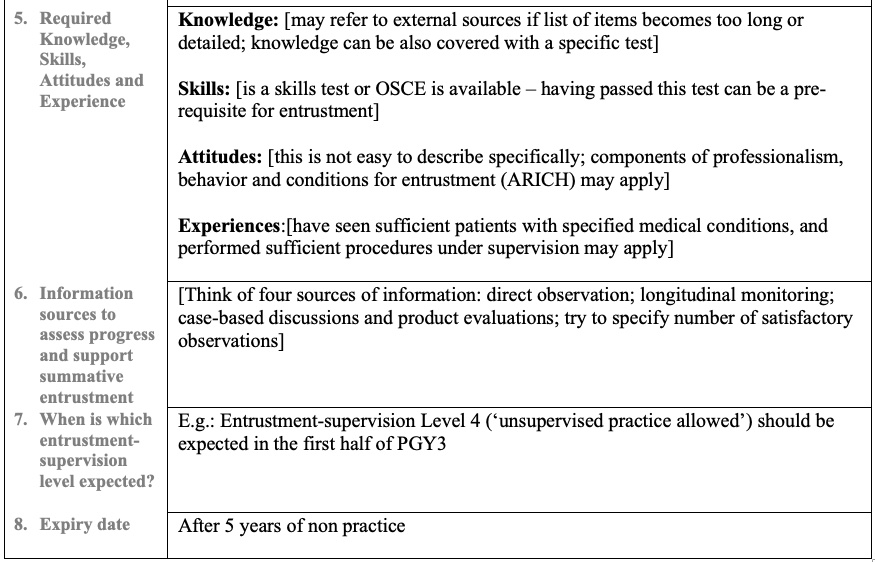 5. Required
Knowledge,
Skills,
Attitudes and
Experience
Knowledge: [may refer to external sources if list of items becomes too long or
detailed; knowledge can be also covered with a specific test]
Skills: [is a skills test or OSCE is available – having passed this test can be a pre-
requisite for entrustment]
Attitudes: [this is not easy to describe specifically; components of professionalism,
behavior and conditions for entrustment (ARICH) may apply]
Experiences:[have seen sufficient patients with specified medical conditions, and
performed sufficient procedures under supervision may apply]
6. Information
sources to
assess progress
and support
summative
entrustment
[Think of four sources of information: direct observation; longitudinal monitoring;
case-based discussions and product evaluations; try to specify number of satisfactory
observations]
7. When is which
entrustment-
supervision
level expected?
E.g.: Entrustment-supervision Level 4 (‘unsupervised practice allowed’) should be
expected in the first half of PGY3
8. Expiry date
After 5 years of non practice